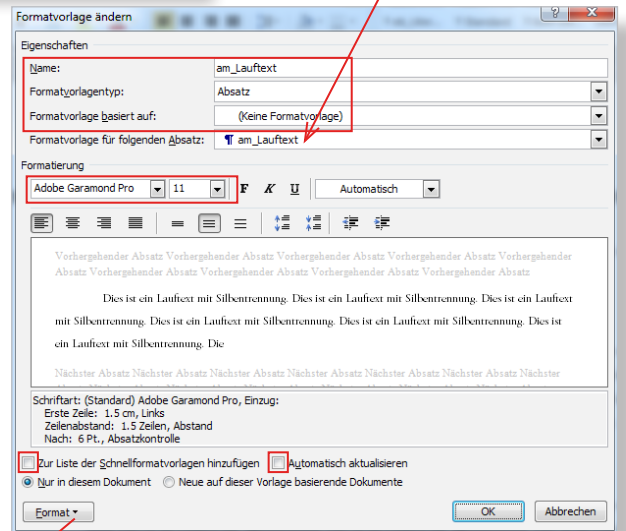 Formatvorlage ändern
Eigenschaften
Name: am_Lauftext
Formatvorlagentyp: Absatz
Formatvorlage basiert auf: (Keine Formatvorlage)
Formatvorlage für folgenden Absatz: ¶ am_Lauftext
Formatierung
Adobe Garamond Pro 11 F K U Automatisch
Vorhergehender Absatz Vorhergehender Absatz Vorhergehender Absatz Vorhergehender Absatz Vorhergehender
Absatz Vorhergehender Absatz Vorhergehender Absatz Vorhergehender Absatz Vorhergehender Absatz
Dies ist ein Lauftext mit Silbentrennung. Dies ist ein Lauftext mit Silbentrennung. Dies ist ein Lauftext
mit Silbentrennung. Dies ist ein Lauftext mit Silbentrennung. Dies ist ein Lauftext mit Silbentrennung. Dies ist
ein Lauftext mit Silbentrennung. Die
Nächster Absatz Nächster Absatz Nächster Absatz Nächster Absatz Nächster Absatz Nächster Absatz Nächster
Schriftart: (Standard) Adobe Garamond Pro, Einzug:
Erste Zeile: 1.5 cm, Links
Zeilenabstand: 1.5 Zeilen, Abstand
Nach: 6 Pt., Absatzkontrolle
Zur Liste der Schnellformatvorlagen hinzufügen Automatisch aktualisieren
Nur in diesem Dokument Neue auf dieser Vorlage basierende Dokumente
Format OK Abbrechen